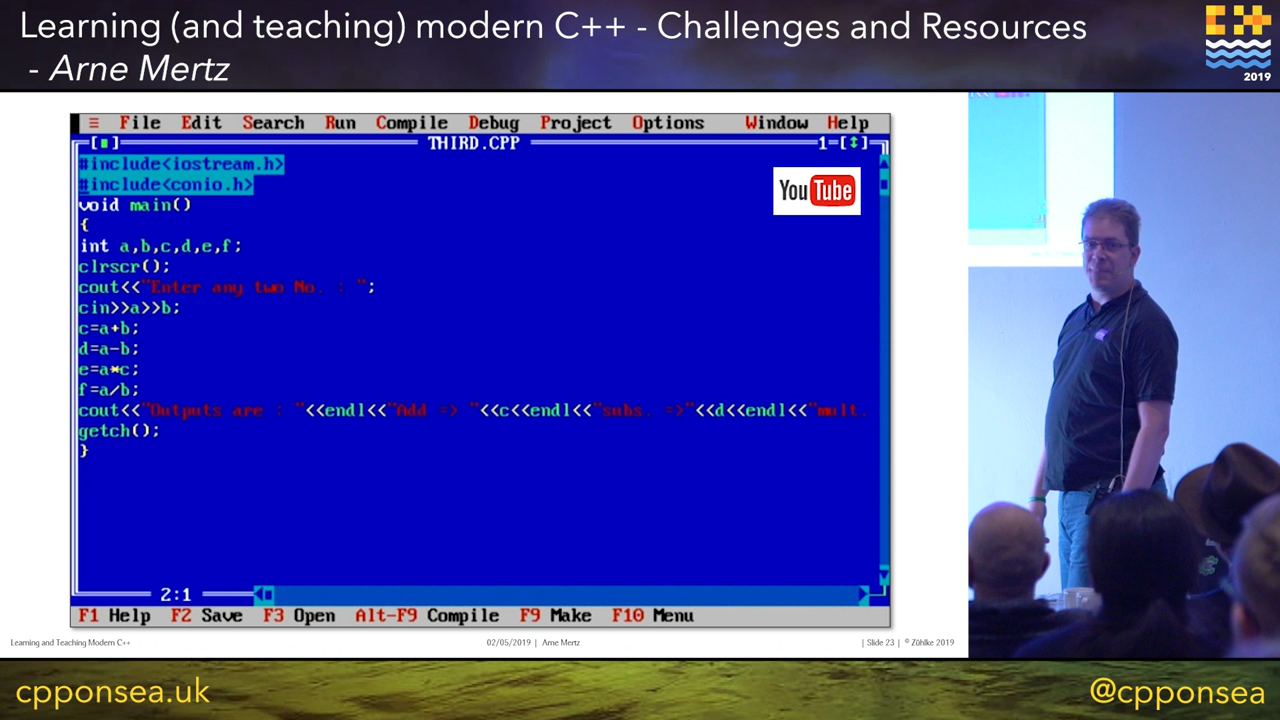 Learning (and teaching) modern C++ - Challenges and Resources
- Arne Mertz
2019
≡ File Edit Search Run Compile Debug Project Options Window Help
[■] THIRD.CPP 1=[↕]
#include<iostream.h>
#include<conio.h>
void main()
{
int a,b,c,d,e,f;
clrscr();
cout<<"Enter any two No. : ";
cin>>a>>b;
c=a+b;
d=a-b;
e=a*c;
f=a/b;
cout<<"Outputs are : "<<endl<<"Add => "<<c<<endl<<"subs. =>"<<d<<endl<<"mult.
getch();
}
YouTube
2:1
F1 Help F2 Save F3 Open Alt-F9 Compile F9 Make F10 Menu
Learning and Teaching Modern C++ 02/05/2019 | Arne Mertz | Slide 23 | © Zühlke 2019
cpponsea.uk @cpponsea